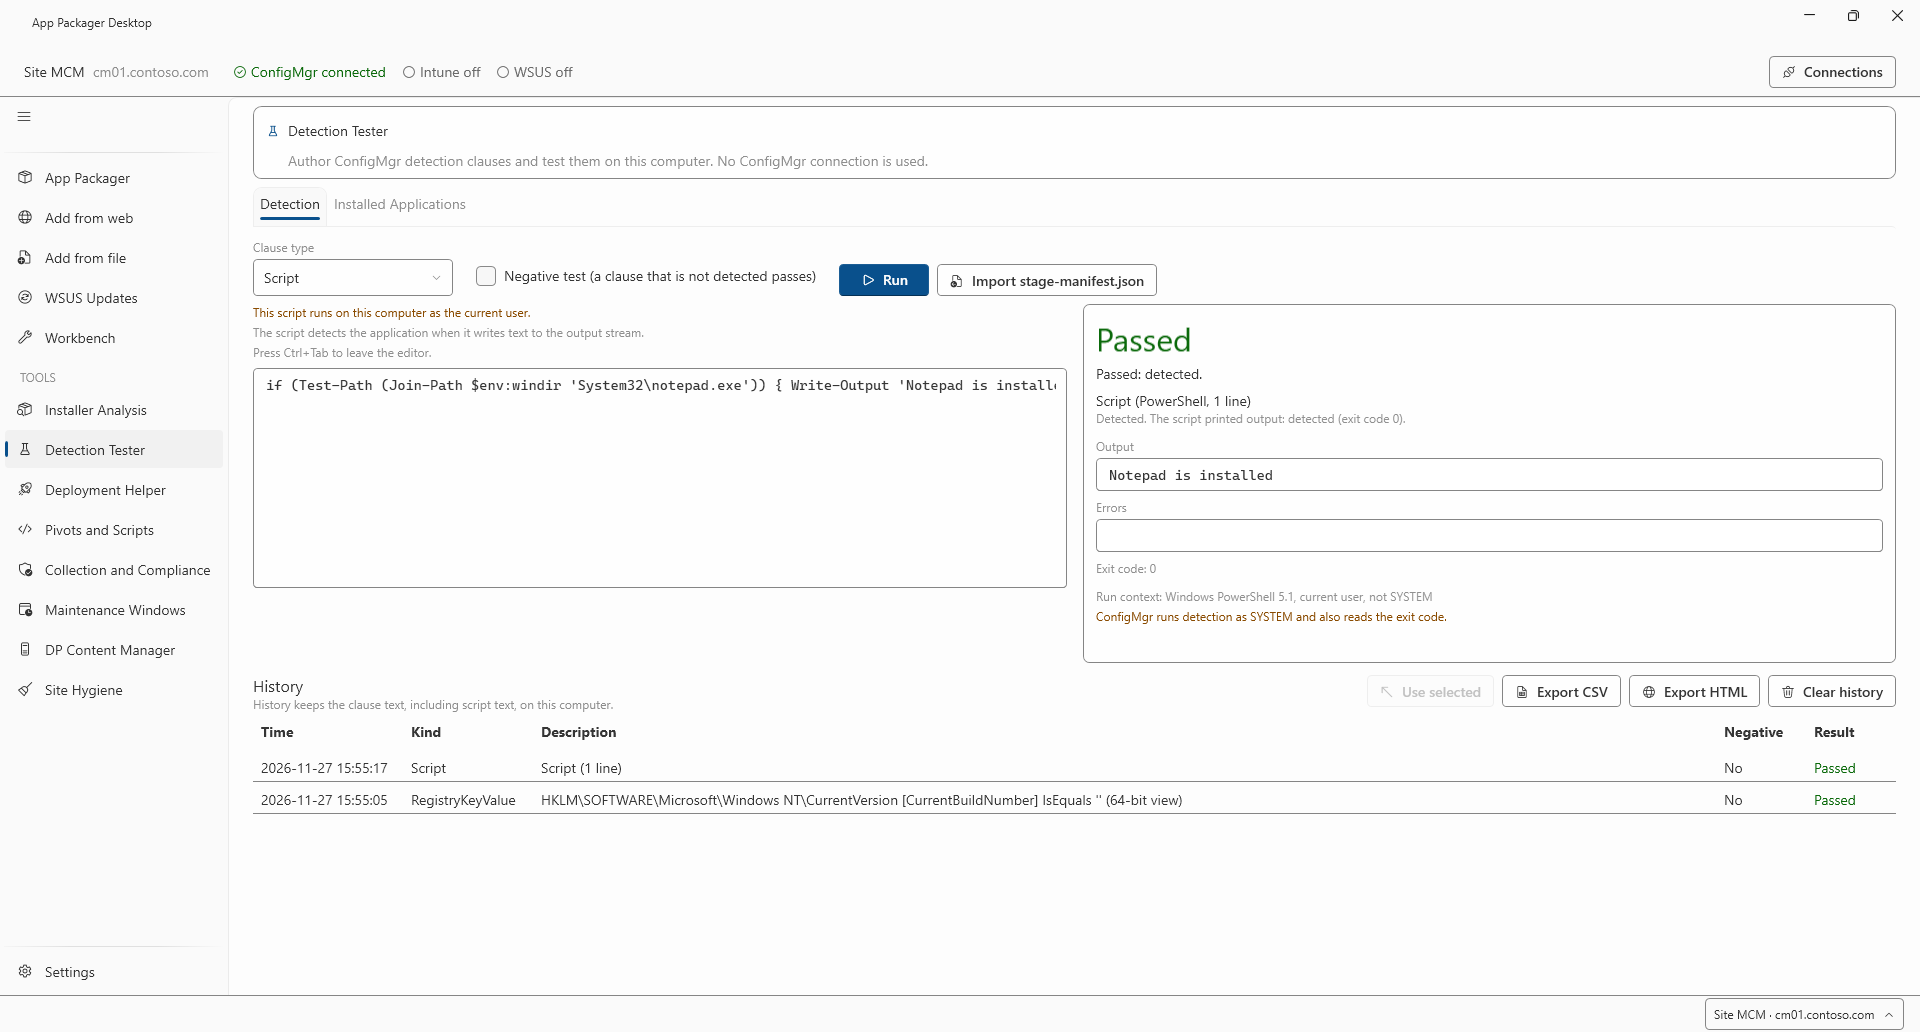 App Packager Desktop
Site MCM cm01.contoso.com ConfigMgr connected Intune off WSUS off Connections
Detection Tester
Author ConfigMgr detection clauses and test them on this computer. No ConfigMgr connection is used.
App Packager
Add from web
Add from file
WSUS Updates
Workbench
TOOLS
Installer Analysis
Detection Tester
Deployment Helper
Pivots and Scripts
Collection and Compliance
Maintenance Windows
DP Content Manager
Site Hygiene
Settings
Detection Installed Applications
Clause type
Script
Negative test (a clause that is not detected passes)
Run
Import stage-manifest.json
This script runs on this computer as the current user.
The script detects the application when it writes text to the output stream.
Press Ctrl+Tab to leave the editor.
if (Test-Path (Join-Path $env:windir 'System32\notepad.exe')) { Write-Output 'Notepad is
Passed
Passed: detected.
Script (PowerShell, 1 line)
Detected. The script printed output: detected (exit code 0).
Output
Notepad is installed
Errors
Exit code: 0
Run context: Windows PowerShell 5.1, current user, not SYSTEM
ConfigMgr runs detection as SYSTEM and also reads the exit code.
History
History keeps the clause text, including script text, on this computer.
Use selected Export CSV Export HTML Clear history
Time Kind Description Negative Result
2026-11-27 15:55:17 Script Script (1 line) No Passed
2026-11-27 15:55:05 RegistryKeyValue HKLM\SOFTWARE\Microsoft\Windows NT\CurrentVersion [CurrentBuildNumber] IsEquals '' (64-bit view) No Passed
Site MCM · cm01.contoso.com